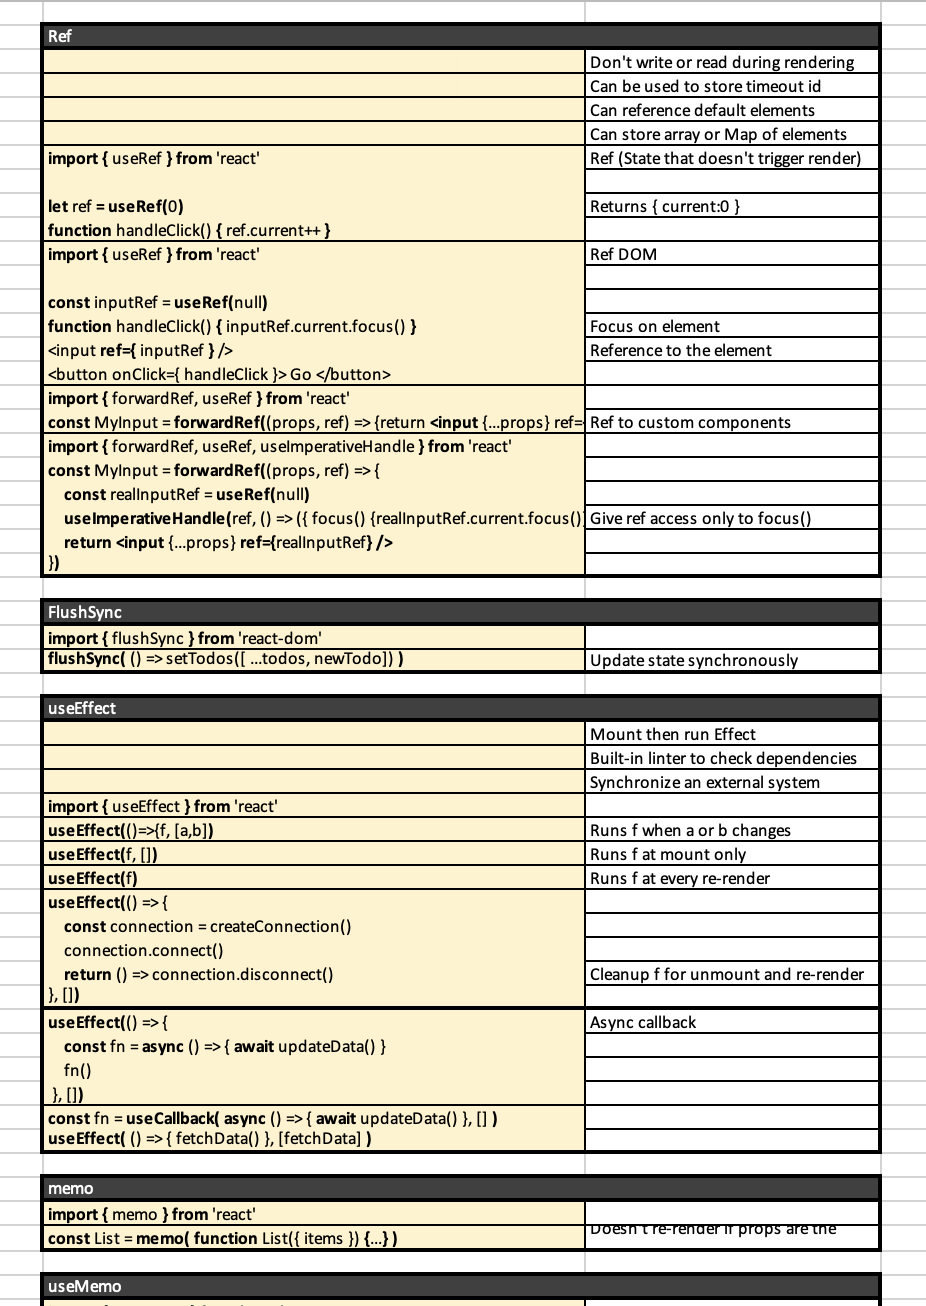 Ref
Don't write or read during rendering
Can be used to store timeout id
Can reference default elements
Can store array or Map of elements
import { useRef } from 'react' Ref (State that doesn't trigger render)
let ref = useRef(0) Returns { current:0 }
function handleClick() { ref.current++ }
import { useRef } from 'react' Ref DOM
const inputRef = useRef(null)
function handleClick() { inputRef.current.focus() } Focus on element
<input ref={ inputRef } /> Reference to the element
<button onClick={ handleClick }> Go </button>
import { forwardRef, useRef } from 'react'
const MyInput = forwardRef((props, ref) => {return <input {...props} ref= Ref to custom components
import { forwardRef, useRef, useImperativeHandle } from 'react'
const MyInput = forwardRef((props, ref) => {
const realInputRef = useRef(null)
useImperativeHandle(ref, () => ({ focus() {realInputRef.current.focus() Give ref access only to focus()
return <input {...props} ref={realInputRef} />
})
FlushSync
import { flushSync } from 'react-dom'
flushSync( () => setTodos([ ...todos, newTodo]) ) Update state synchronously
useEffect
Mount then run Effect
Built-in linter to check dependencies
Synchronize an external system
import { useEffect } from 'react'
useEffect(()=>{f, [a,b]) Runs f when a or b changes
useEffect(f, []) Runs f at mount only
useEffect(f) Runs f at every re-render
useEffect(() => {
const connection = createConnection()
connection.connect()
return () => connection.disconnect() Cleanup f for unmount and re-render
}, [])
useEffect(() => { Async callback
const fn = async () => { await updateData() }
fn()
}, [])
const fn = useCallback( async () => { await updateData() }, [] )
useEffect( () => { fetchData() }, [fetchData] )
memo
import { memo } from 'react'
Doesn't re-render if props are the
const List = memo( function List({ items }) {...} )
useMemo